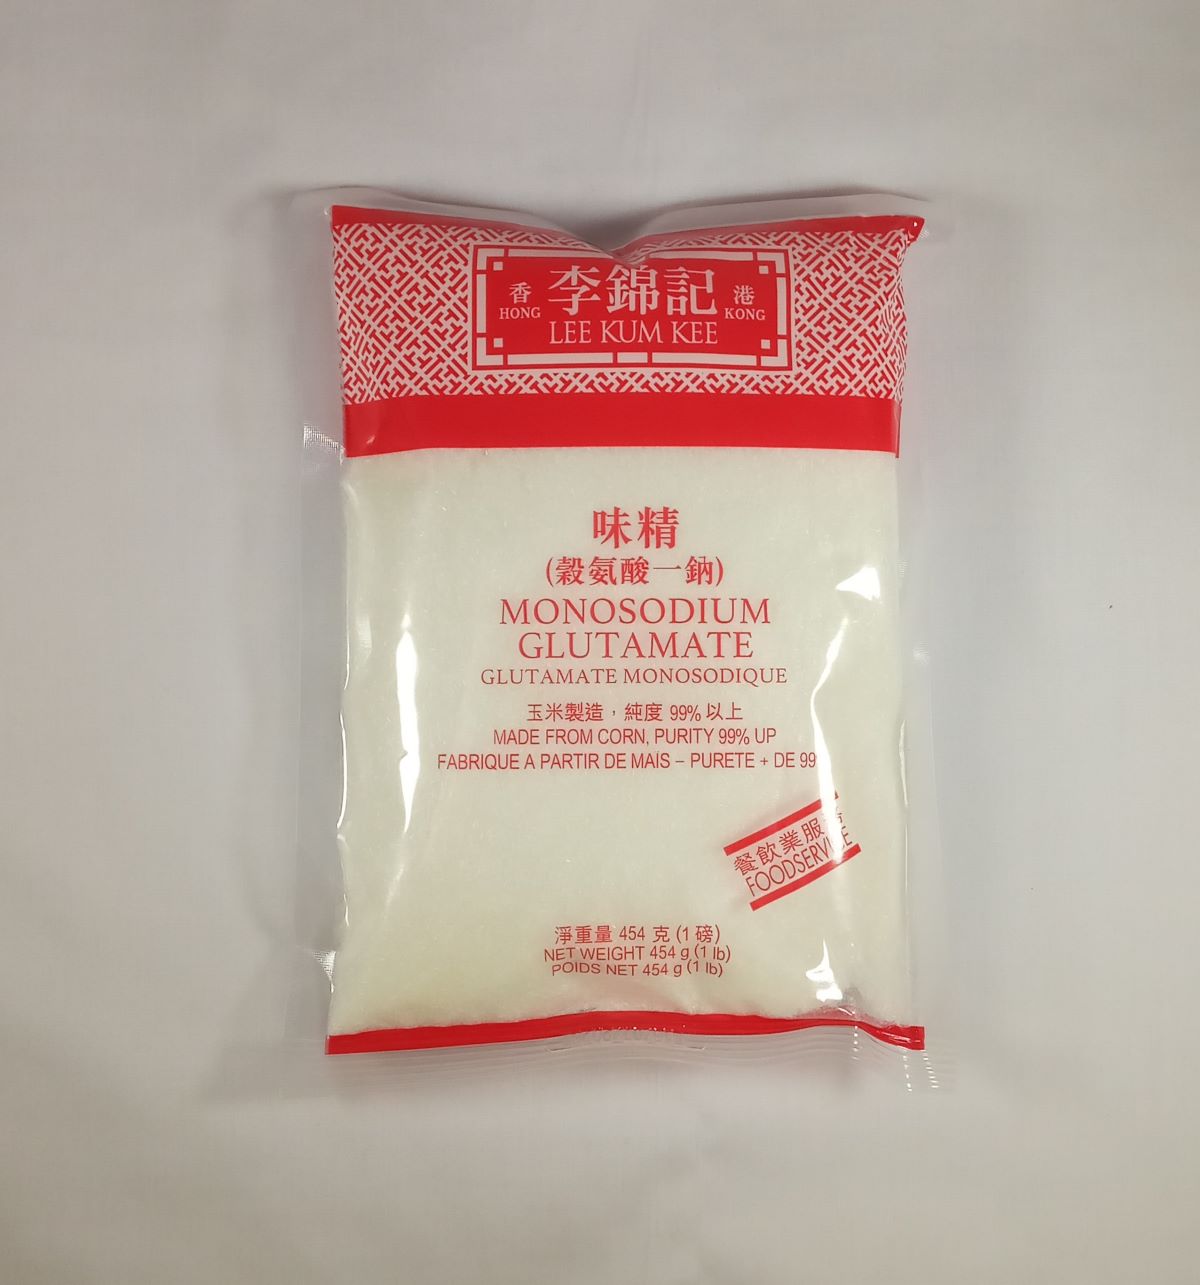 香 李錦記 港
HONG LEE KUM KEE KONG
味精
(穀氨酸一鈉)
MONOSODIUM
GLUTAMATE
GLUTAMATE MONOSODIQUE
玉米製造，純度 99% 以上
MADE FROM CORN, PURITY 99% UP
FABRIQUE A PARTIR DE MAÏS – PURETE + DE 99
餐飲業服務
FOODSERVICE
淨重量 454 克 (1 磅)
NET WEIGHT 454 g (1 lb)
POIDS NET 454 g (1 lb)